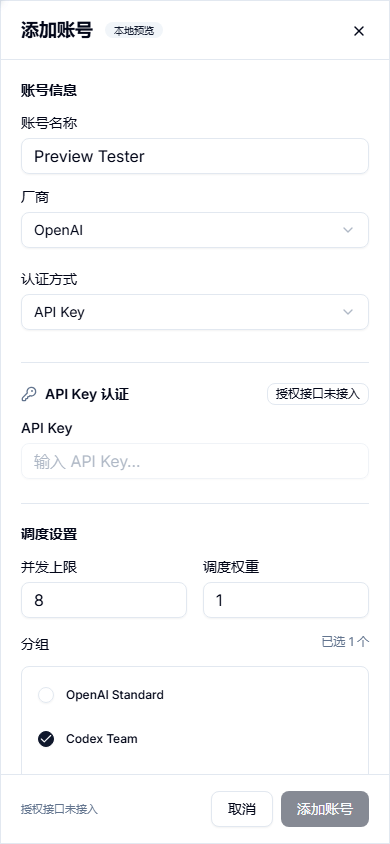 添加账号 本地预览
账号信息
账号名称
Preview Tester
厂商
OpenAI
认证方式
API Key
API Key 认证 授权接口未接入
API Key
输入 API Key...
调度设置
并发上限 调度权重
8 1
分组 已选 1 个
OpenAI Standard
Codex Team
授权接口未接入 取消 添加账号